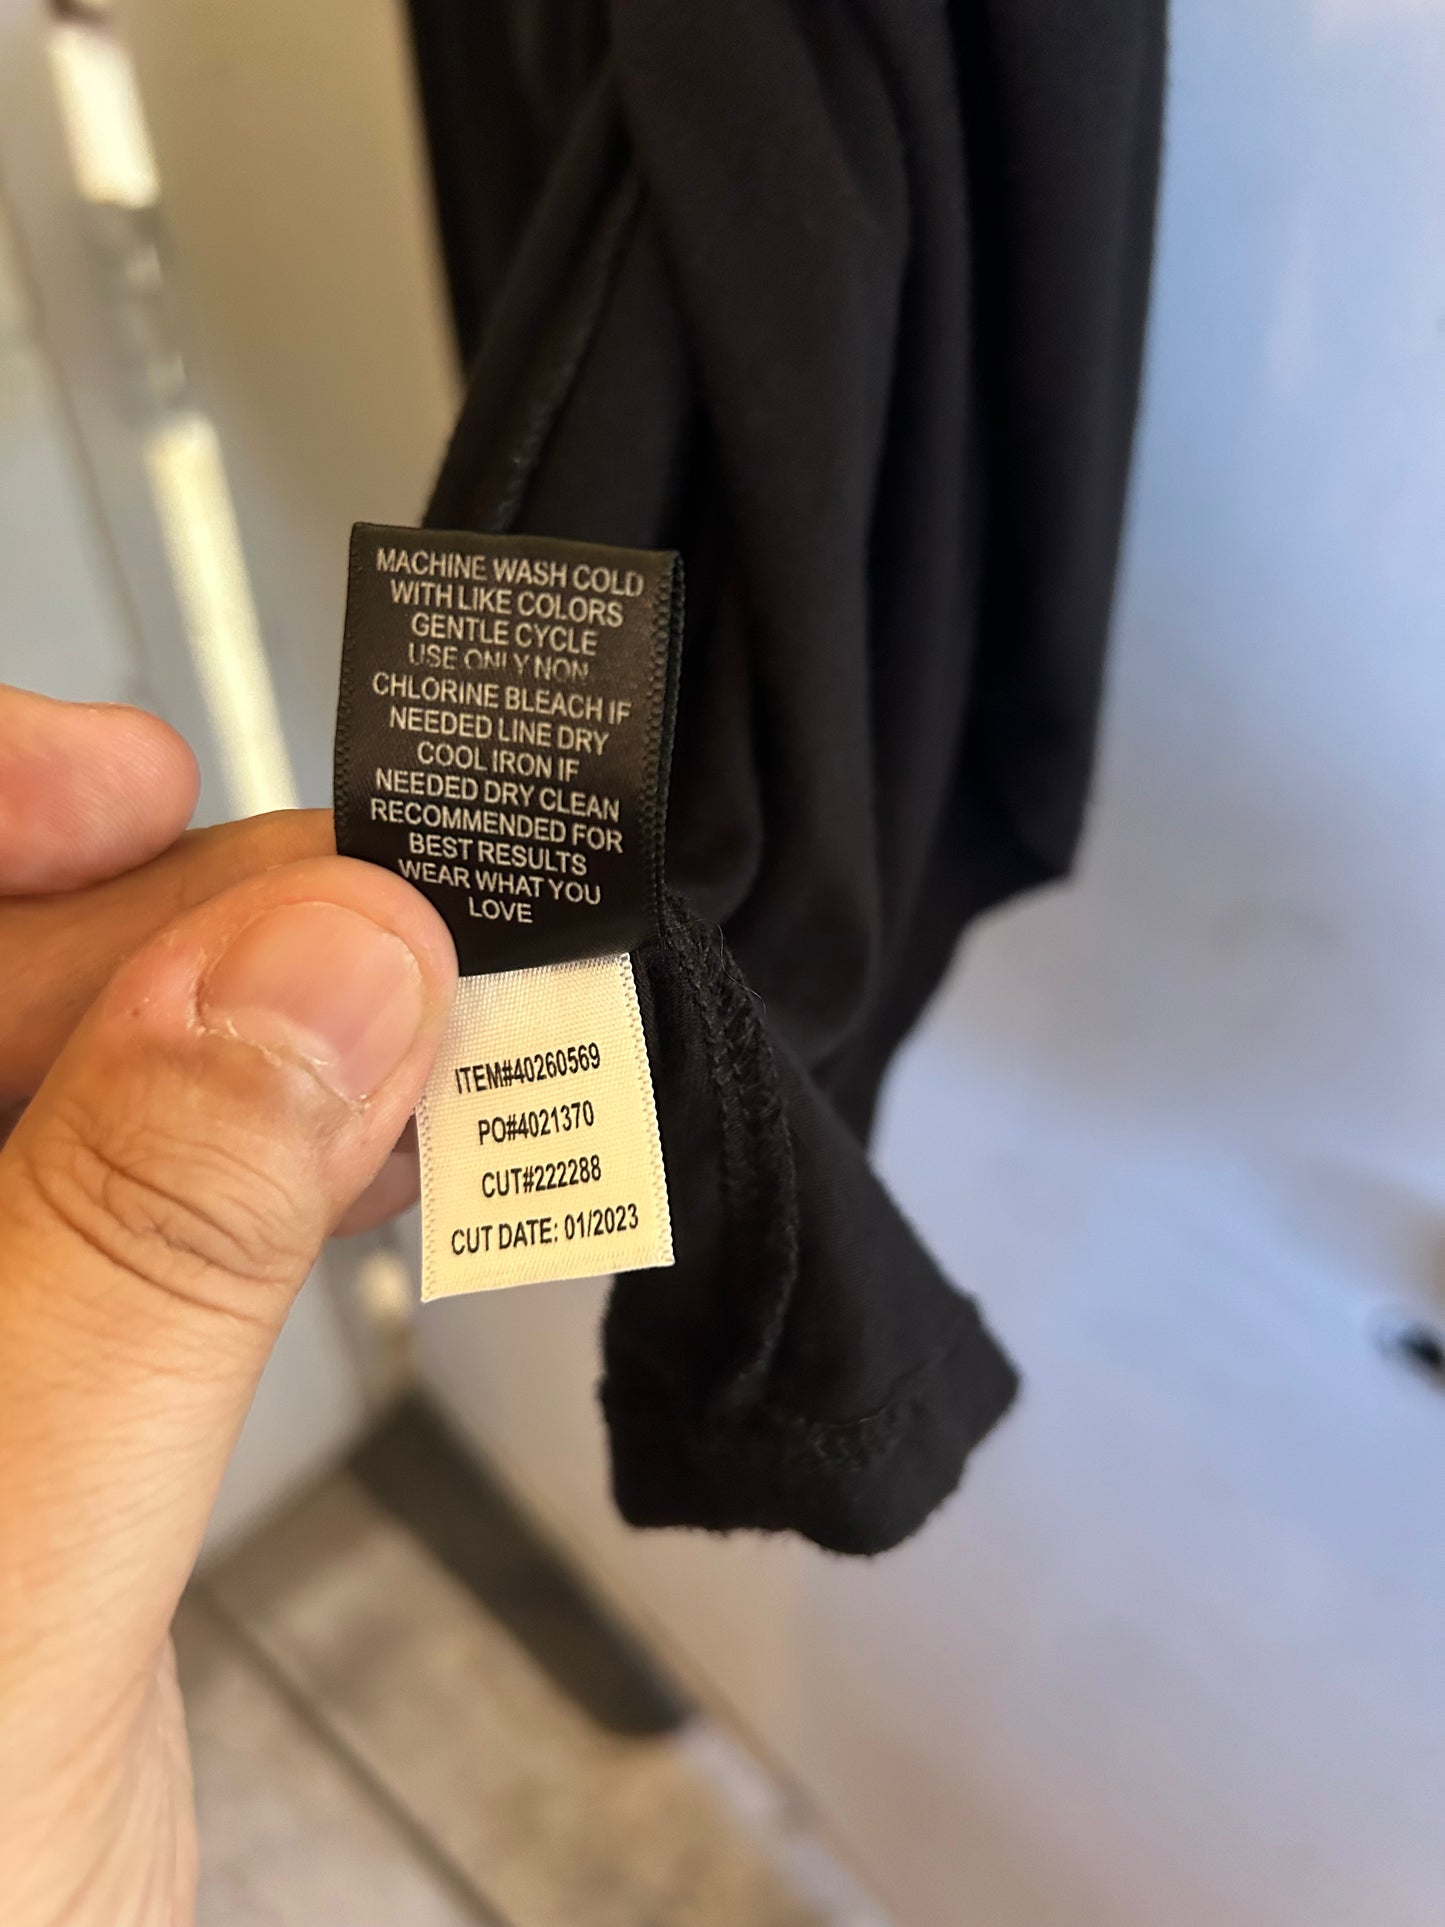 MACHINE WASH COLD
WITH LIKE COLORS
GENTLE CYCLE
USE ONLY NON
CHLORINE BLEACH IF
NEEDED LINE DRY
COOL IRON IF
NEEDED DRY CLEAN
RECOMMENDED FOR
BEST RESULTS
WEAR WHAT YOU
LOVE
ITEM#40260569
PO#4021370
CUT#222288
CUT DATE: 01/2023